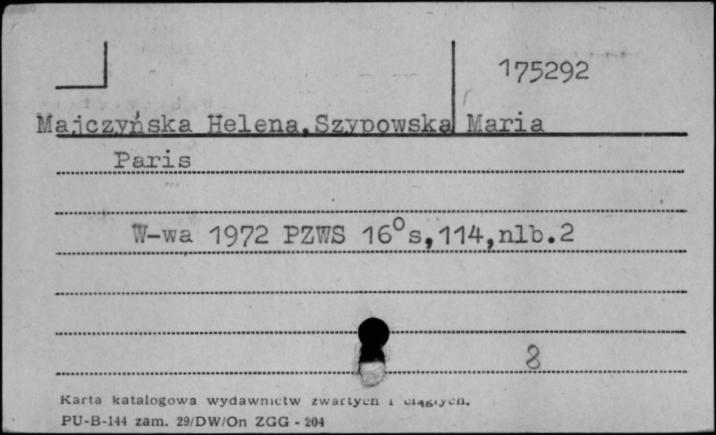 175292
Majczyńska Helena,Szypowska Maria
Paris
W-wa 1972 PZWS 16°s,114,nlb.2
8
Karta katalogowa wydawnictw zwartych i ciągłych.
PU-B-144 zam. 29/DW/On ZGG - 204